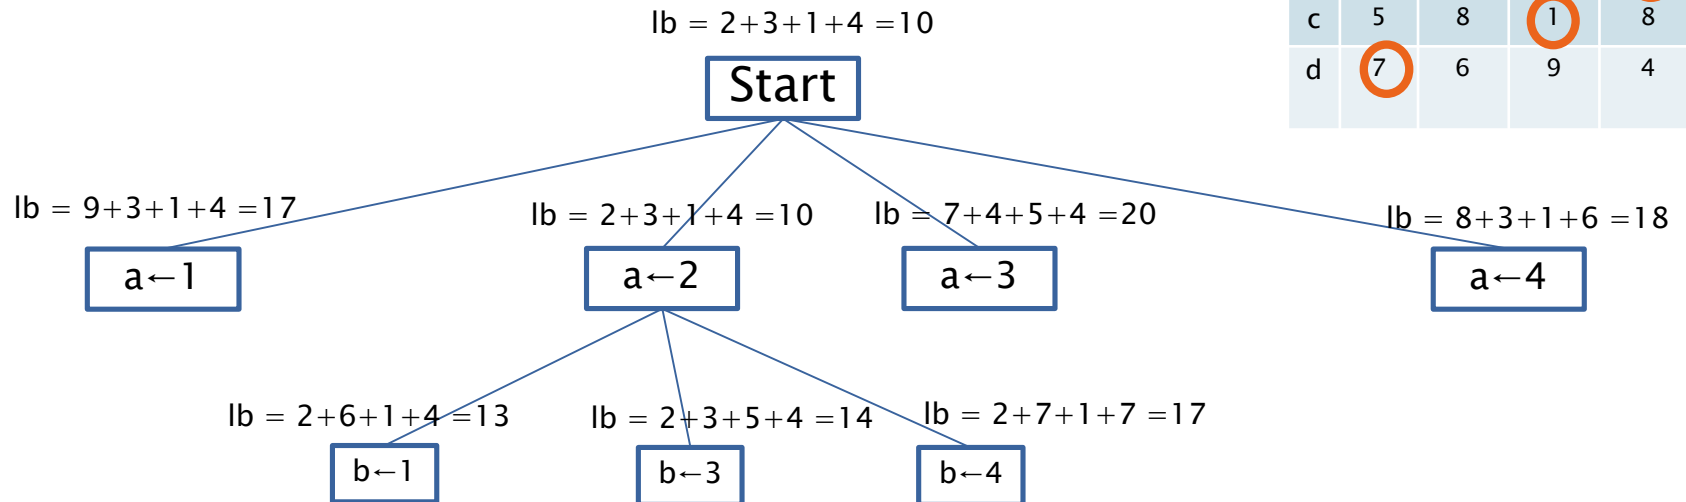 lb = 2+3+1+4 =10
c 5 8 1 8
d 7 6 9 4
Start
lb = 9+3+1+4 =17
lb = 2+3+1+4 =10
lb = 7+4+5+4 =20
lb = 8+3+1+6 =18
a←1
a←2
a←3
a←4
lb = 2+6+1+4 =13
lb = 2+3+5+4 =14
lb = 2+7+1+7 =17
b←1
b←3
b←4